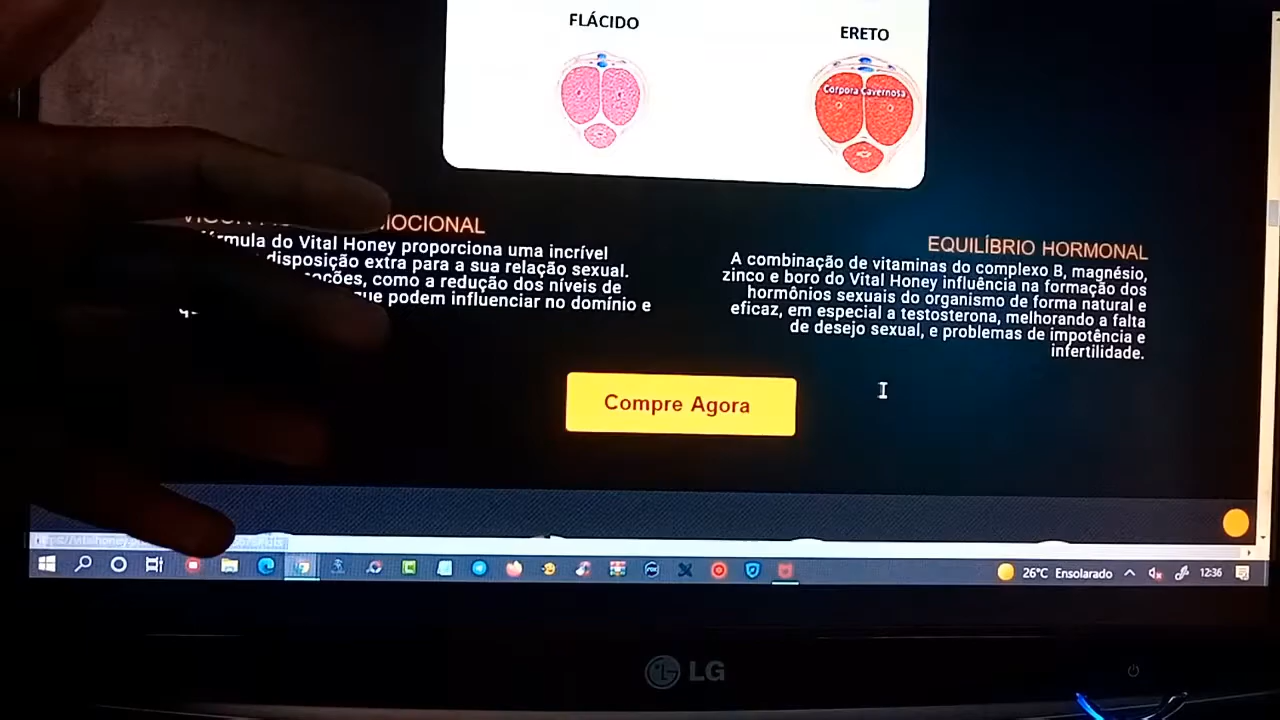 FLÁCIDO
ERETO
Corpora Cavernosa
EMOCIONAL
fórmula do Vital Honey proporciona uma incrível
disposição extra para a sua relação sexual.
como a redução dos níveis de
que podem influenciar no domínio e
EQUILÍBRIO HORMONAL
A combinação de vitaminas do complexo B, magnésio,
zinco e boro do Vital Honey influência na formação dos
hormônios sexuais do organismo de forma natural e
eficaz, em especial a testosterona, melhorando a falta
de desejo sexual, e problemas de impotência e
infertilidade.
Compre Agora
26°C Ensolarado
12:36
LG